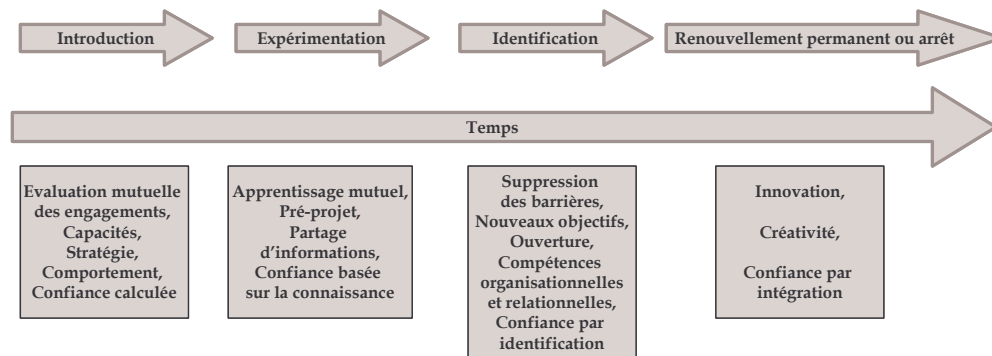 Introduction
Expérimentation
Identification
Renouvellement permanent ou arrêt
Temps
Evaluation mutuelle
des engagements,
Capacités,
Stratégie,
Comportement,
Confiance calculée
Apprentissage mutuel,
Pré-projet,
Partage
d'informations,
Confiance basée
sur la connaissance
Suppression
des barrières,
Nouveaux objectifs,
Ouverture,
Compétences
organisationnelles
et relationnelles,
Confiance par
identification
Innovation,
Créativité,
Confiance par
intégration